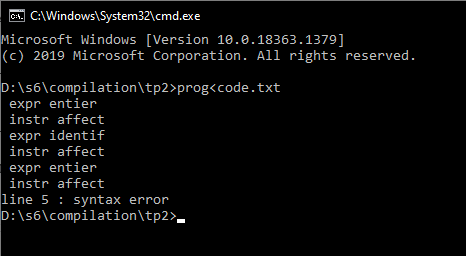 C:\Windows\System32\cmd.exe
Microsoft Windows [Version 10.0.18363.1379]
(c) 2019 Microsoft Corporation. All rights reserved.
D:\s6\compilation\tp2>prog<code.txt
expr entier
instr affect
expr identif
instr affect
expr entier
instr affect
line 5 : syntax error
D:\s6\compilation\tp2>